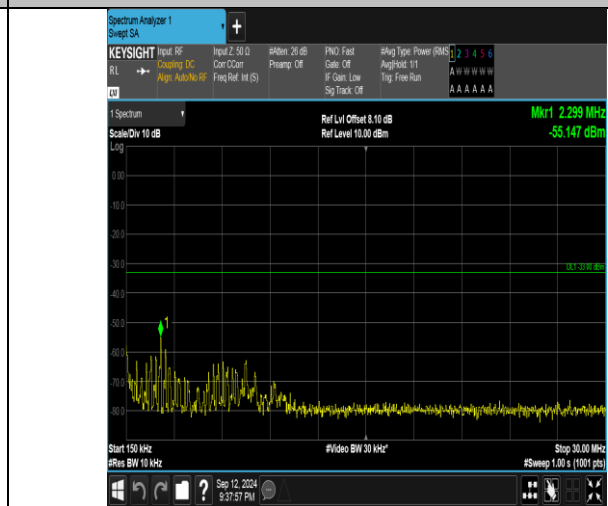 Spectrum Analyzer 1
Swept SA
+
KEYSIGHT Input: RF Input Z: 50 Ω #Atten: 26 dB PNO: Fast #Avg Type: Power (RMS 1 2 3 4 5 6
RL Coupling: DC Corr CCorr Preamp: Off Gate: Off Avg|Hold: 1/1 A W W W W W
Align: Auto/No RF Freq Ref: Int (S) IF Gain: Low Trig: Free Run
LXI Sig Track: Off A A A A A A
1 Spectrum Ref Lvl Offset 8.10 dB Mkr1 2.299 MHz
Scale/Div 10 dB Ref Level 10.00 dBm -55.147 dBm
Log
0.00
-10.0
-20.0
-30.0
DL1 -33.00 dBm
-40.0
-50.0
1
-60.0
-70.0
-80.0
Start 150 kHz #Video BW 30 kHz* Stop 30.00 MHz
#Res BW 10 kHz #Sweep 1.00 s (1001 pts)
? Sep 12, 2024
9:37:57 PM